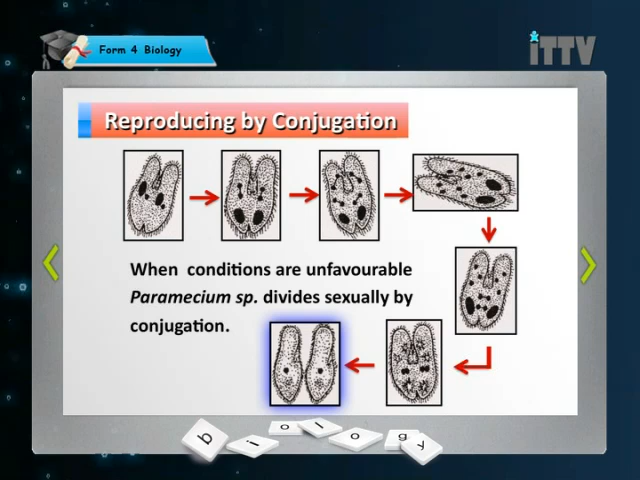 Form 4 Biology
iTTV
Reproducing by Conjugation
When conditions are unfavourable
Paramecium sp. divides sexually by
conjugation.
b i o l o g y